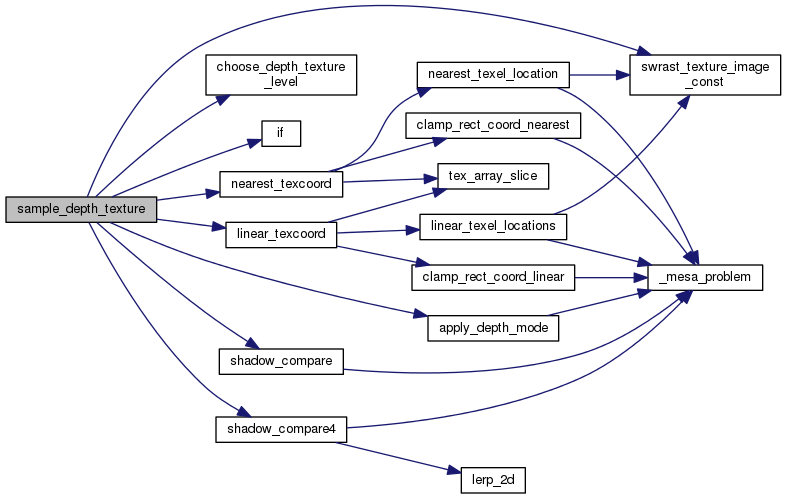 sample_depth_texture
choose_depth_texture
_level
if
nearest_texcoord
linear_texcoord
shadow_compare
shadow_compare4
nearest_texel_location
clamp_rect_coord_nearest
tex_array_slice
linear_texel_locations
clamp_rect_coord_linear
apply_depth_mode
lerp_2d
swrast_texture_image
_const
_mesa_problem